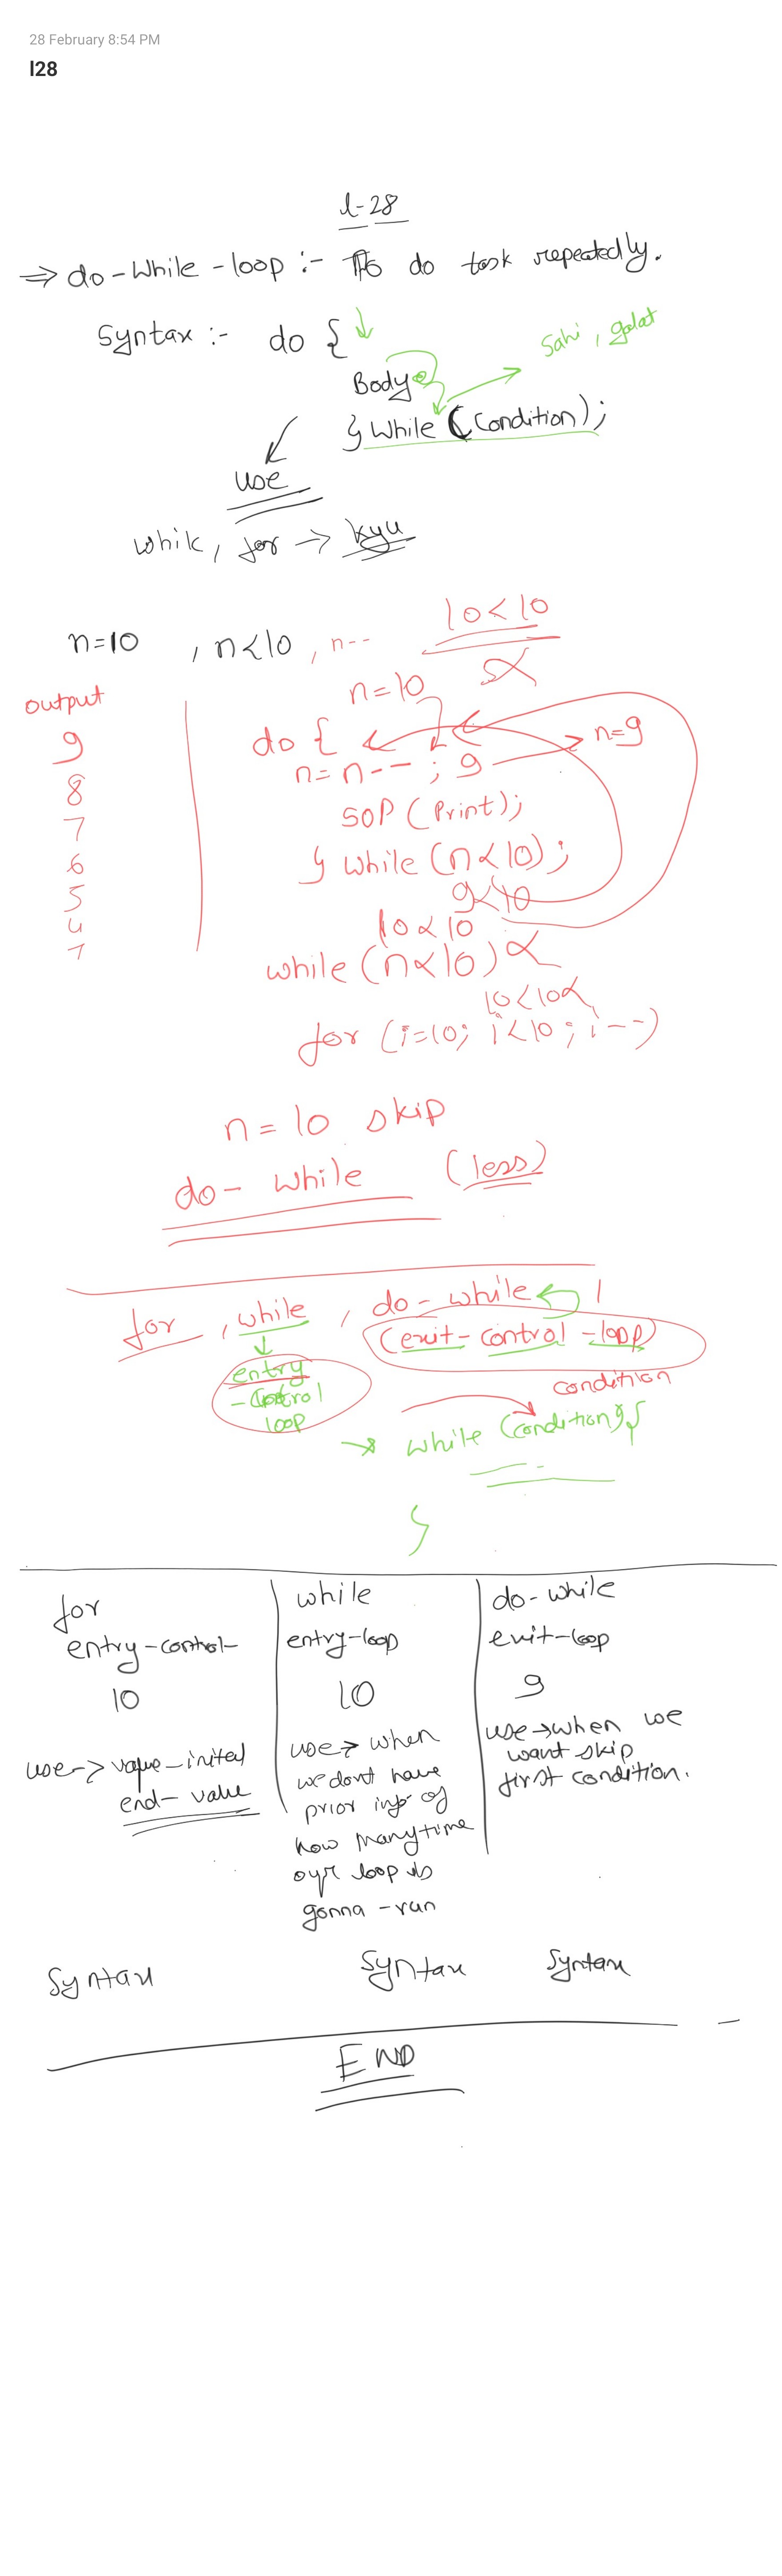 28 February 8:54 PM
l28
l-28
⇒ do-while-loop :- To do task repeatedly.
Syntax :- do {
Sahi, galat
Body
} while (condition);
use
while, for → kyu
10<10
n=10 , n<10, n--
output
n=10
9
do {
n=9
n=n-- ; 9
8
SOP (Print);
7
} while (n<10);
6
9<10
5
4
10<10
1
while (n<10)
10<10
for (i=10; i<10; i--)
n=10 skip
do-while (less)
for, while, do-while
(exit-control-loop)
entry
-control
loop
condition
→ while (condition) {
}
for
while
do-while
entry-control-
entry-loop
exit-loop
10
10
9
use→when we
want skip
first condition.
use→ when
we dont have
prior inf of
how many time
our loop is
gonna-run
use→ value-inited
end-value
Syntax
Syntax
Syntax
END